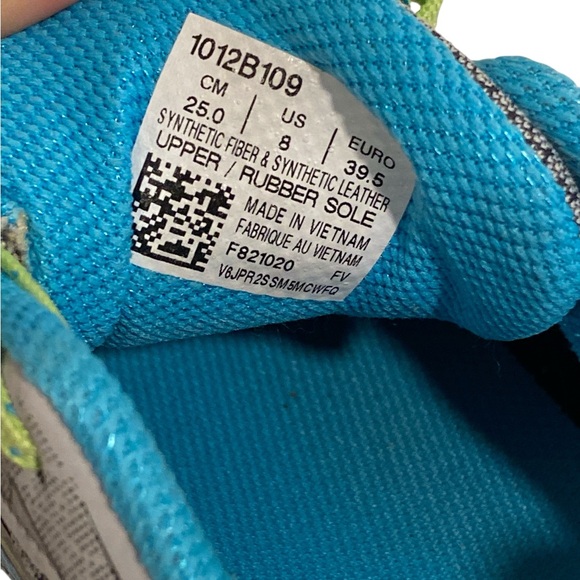 1012B109
CM | US | EURO
25.0 | 8 | 39.5
SYNTHETIC FIBER & SYNTHETIC LEATHER
UPPER / RUBBER SOLE
MADE IN VIETNAM
FABRIQUE AU VIETNAM
F821020 FV
V8JPR2SSM5MCWFQ